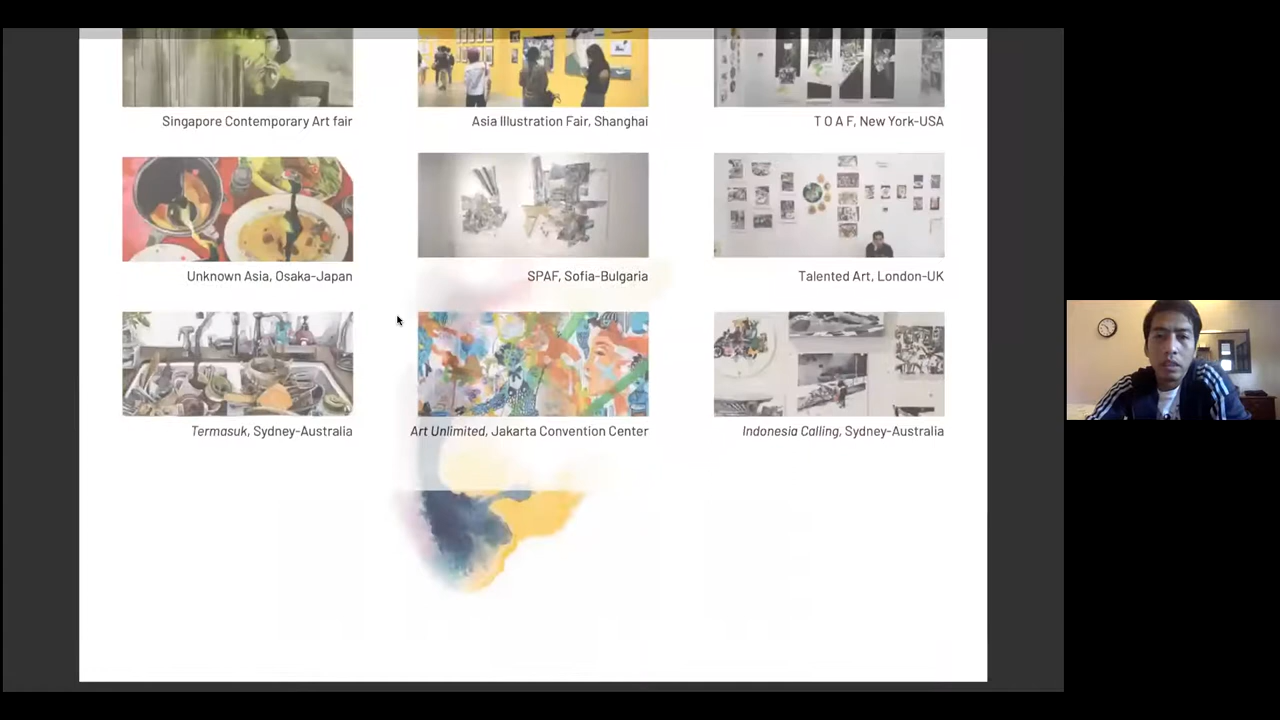 Singapore Contemporary Art fair
Asia Illustration Fair, Shanghai
T O A F, New York-USA
Unknown Asia, Osaka-Japan
SPAF, Sofia-Bulgaria
Talented Art, London-UK
Termasuk, Sydney-Australia
Art Unlimited, Jakarta Convention Center
Indonesia Calling, Sydney-Australia